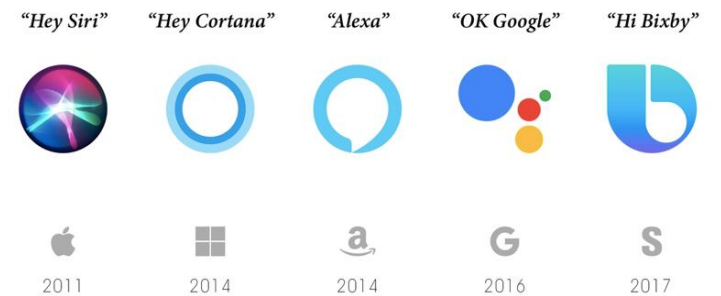 “Hey Siri” “Hey Cortana” “Alexa” “OK Google” “Hi Bixby”
a G S
2011 2014 2014 2016 2017